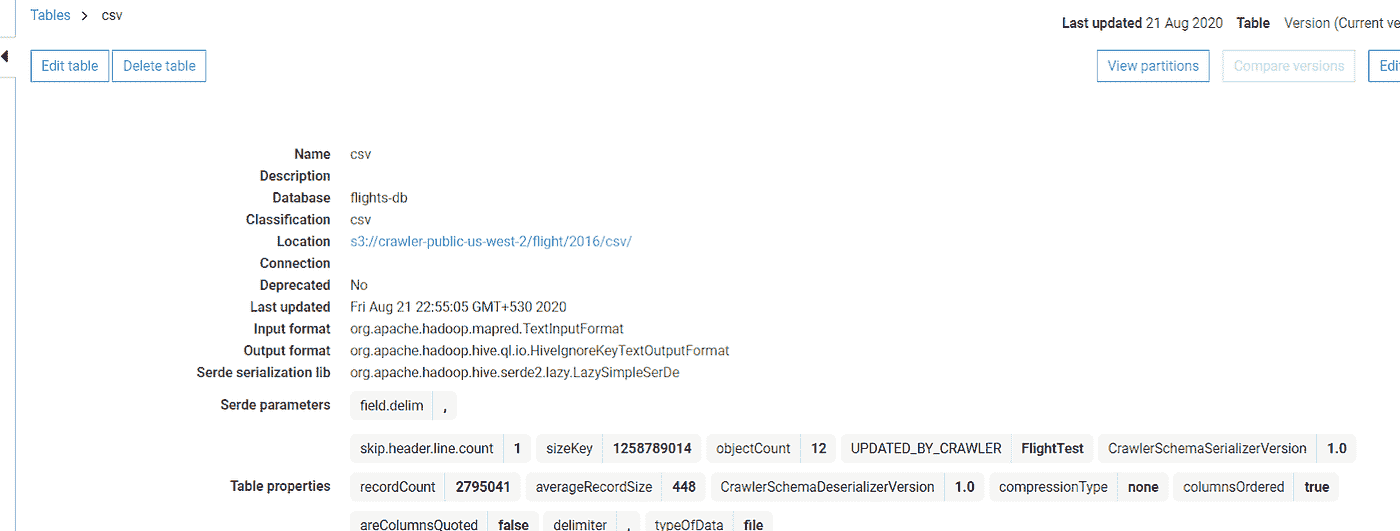 Tables > csv
Last updated 21 Aug 2020 Table Version (Current ve
Edit table Delete table View partitions Compare versions Edi
Name csv
Description
Database flights-db
Classification csv
Location s3://crawler-public-us-west-2/flight/2016/csv/
Connection
Deprecated No
Last updated Fri Aug 21 22:55:05 GMT+530 2020
Input format org.apache.hadoop.mapred.TextInputFormat
Output format org.apache.hadoop.hive.ql.io.HiveIgnoreKeyTextOutputFormat
Serde serialization lib org.apache.hadoop.hive.serde2.lazy.LazySimpleSerDe
Serde parameters field.delim ,
skip.header.line.count 1 sizeKey 1258789014 objectCount 12 UPDATED_BY_CRAWLER FlightTest CrawlerSchemaSerializerVersion 1.0
Table properties recordCount 2795041 averageRecordSize 448 CrawlerSchemaDeserializerVersion 1.0 compressionType none columnsOrdered true
areColumnsQuoted false delimiter , typeOfData file